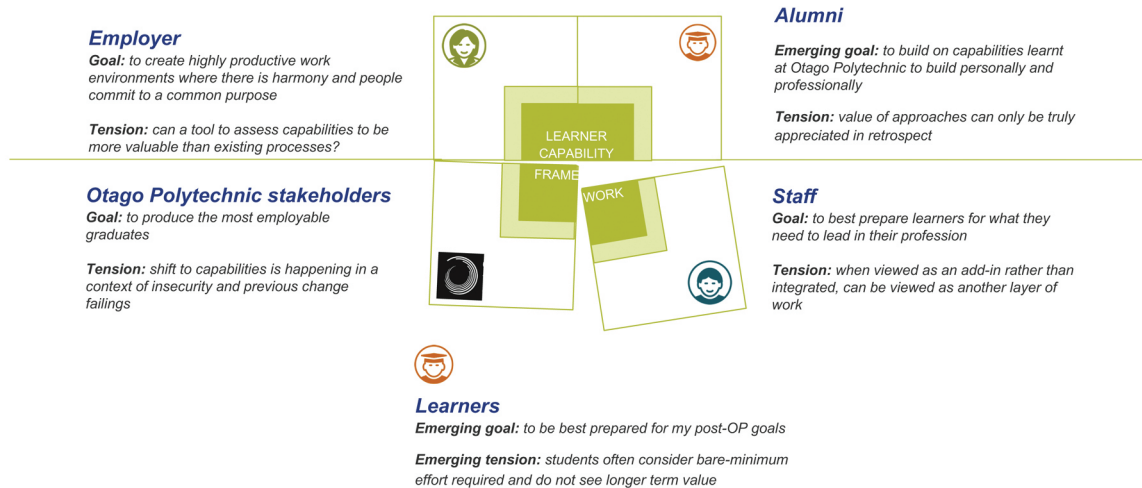 Employer
Goal: to create highly productive work
environments where there is harmony and people
commit to a common purpose
Tension: can a tool to assess capabilities to be
more valuable than existing processes?
Alumni
Emerging goal: to build on capabilities learnt
at Otago Polytechnic to build personally and
professionally
Tension: value of approaches can only be truly
appreciated in retrospect
LEARNER
CAPABILITY
FRAME
WORK
Otago Polytechnic stakeholders
Goal: to produce the most employable
graduates
Tension: shift to capabilities is happening in a
context of insecurity and previous change
failings
Staff
Goal: to best prepare learners for what they
need to lead in their profession
Tension: when viewed as an add-in rather than
integrated, can be viewed as another layer of
work
Learners
Emerging goal: to be best prepared for my post-OP goals
Emerging tension: students often consider bare-minimum
effort required and do not see longer term value